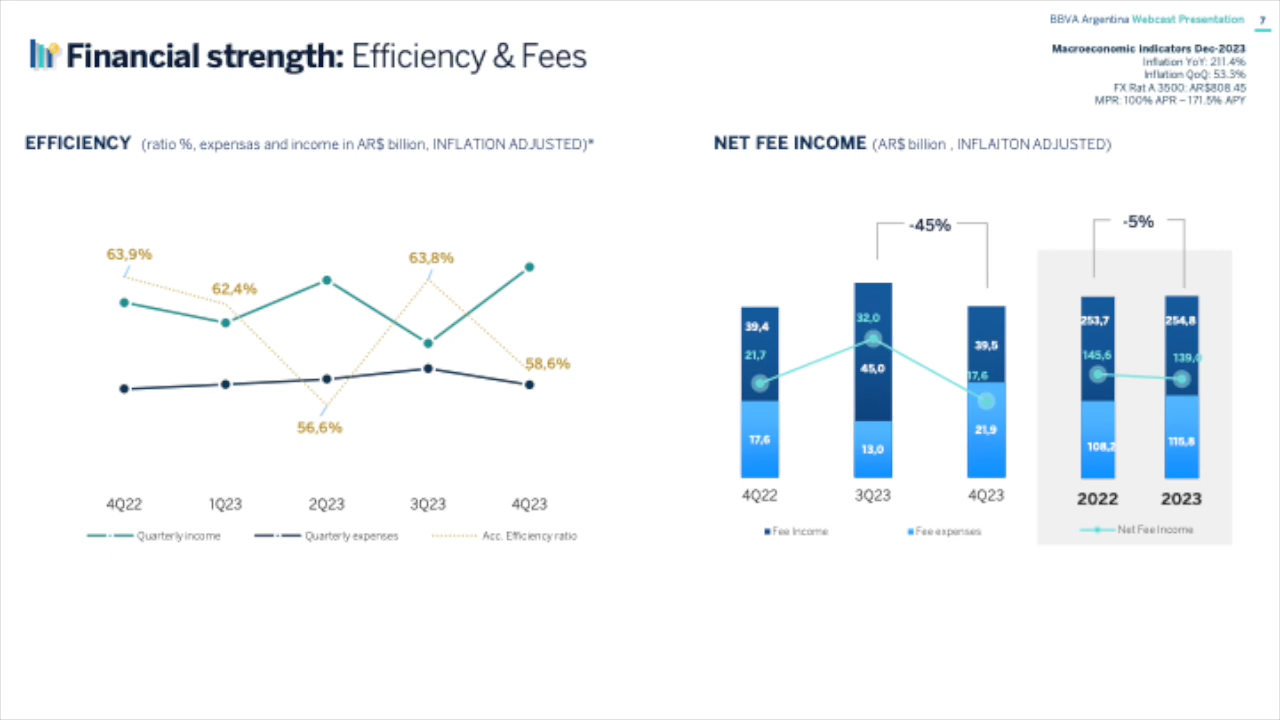 BBVA Argentina Webcast Presentation 7
Financial strength: Efficiency & Fees
Macroeconomic Indicators Dec-2023
Inflation YoY: 211.4%
Inflation QoQ: 53.3%
FX Rat A 3500: AR$808.45
MPR: 100% APR – 171.5% APY
EFFICIENCY (ratio %, expensas and income in AR$ billion, INFLATION ADJUSTED)*
63,9%
62,4%
63,8%
58,6%
56,6%
4Q22 1Q23 2Q23 3Q23 4Q23
Quarterly income Quarterly expenses Acc. Efficiency ratio
NET FEE INCOME (AR$ billion , INFLAITON ADJUSTED)
-45%
-5%
39,4
21,7
17,6
32,0
45,0
13,0
39,5
17,6
21,9
253,7
145,6
108,2
254,8
139,0
115,8
4Q22 3Q23 4Q23 2022 2023
Fee Income Fee expenses Net Fee Income